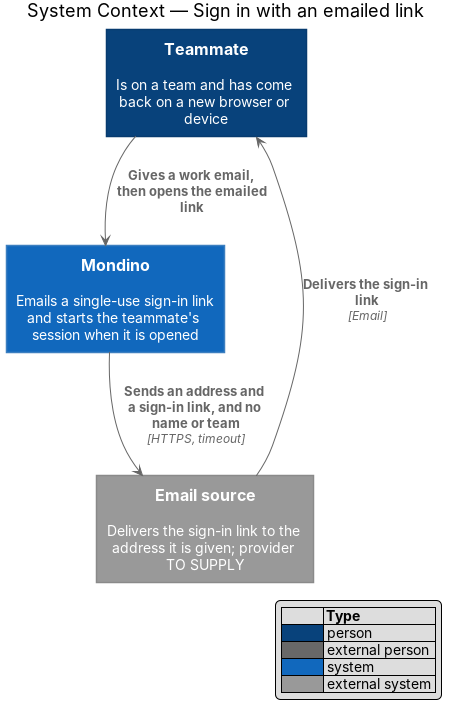 System Context — Sign in with an emailed link
Teammate
Is on a team and has come
back on a new browser or
device
Gives a work email,
then opens the emailed
link
Mondino
Emails a single-use sign-in link
and starts the teammate's
session when it is opened
Delivers the sign-in
link
[Email]
Sends an address and
a sign-in link, and no
name or team
[HTTPS, timeout]
Email source
Delivers the sign-in link to the
address it is given; provider
TO SUPPLY
Type
person
external person
system
external system